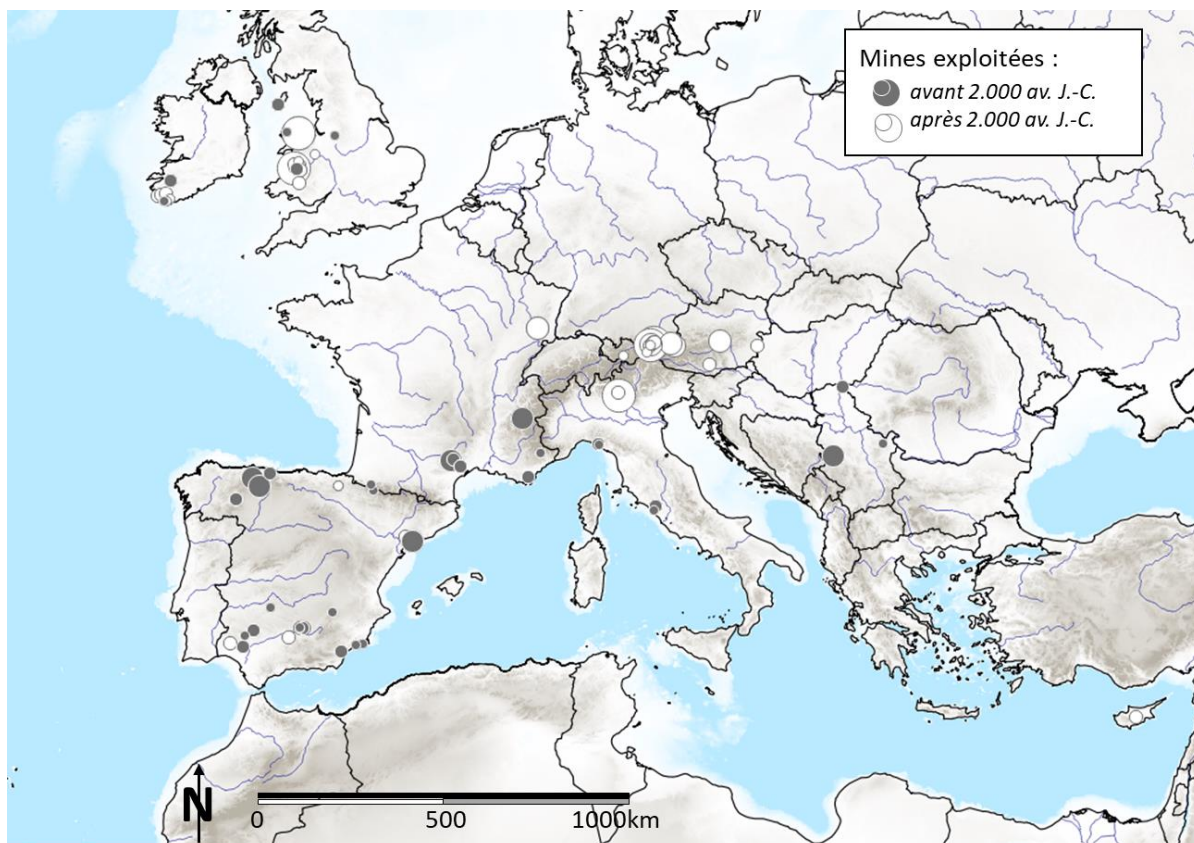 Mines exploitées :
avant 2.000 av. J.-C.
après 2.000 av. J.-C.
N
0 500 1000km